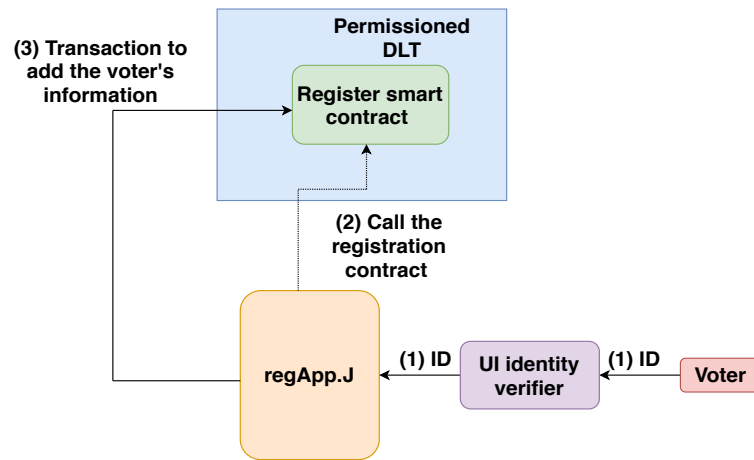 Permissioned
DLT
(3) Transaction to
add the voter's
information
Register smart
contract
(2) Call the
registration
contract
regApp.J
(1) ID
UI identity
verifier
(1) ID
Voter